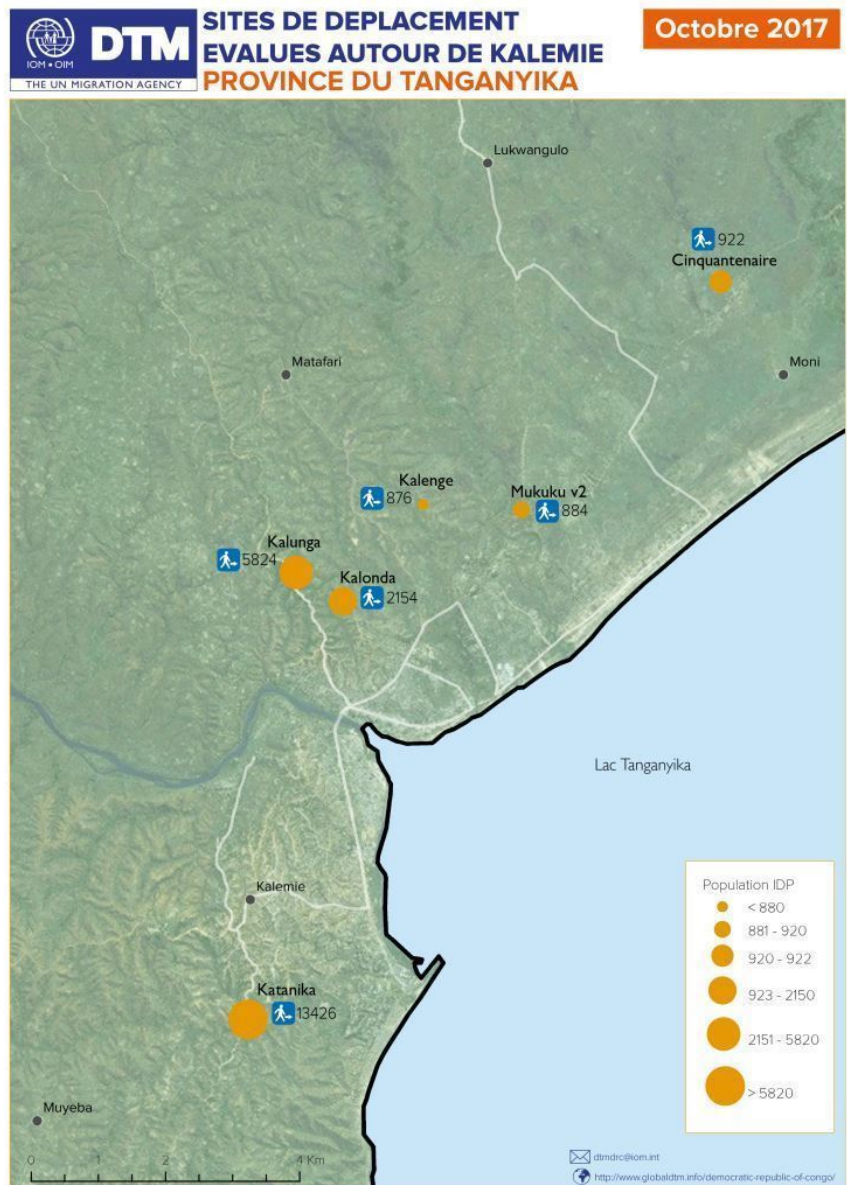 IOM • OIM
DTM
THE UN MIGRATION AGENCY
SITES DE DEPLACEMENT
EVALUES AUTOUR DE KALEMIE
PROVINCE DU TANGANYIKA
Octobre 2017
Lukwangulo
922
Cinquantenaire
Matafari
Moni
Kalenge
876
Mukuku v2
884
Kalunga
5824
Kalonda
2154
Lac Tanganyika
Kalemie
Katanika
13426
Muyeba
Population IDP
< 880
881 - 920
920 - 922
923 - 2150
2151 - 5820
> 5820
0 1 2 4 Km
dtmdrc@iom.int
http://www.globaldtm.info/democratic-republic-of-congo/